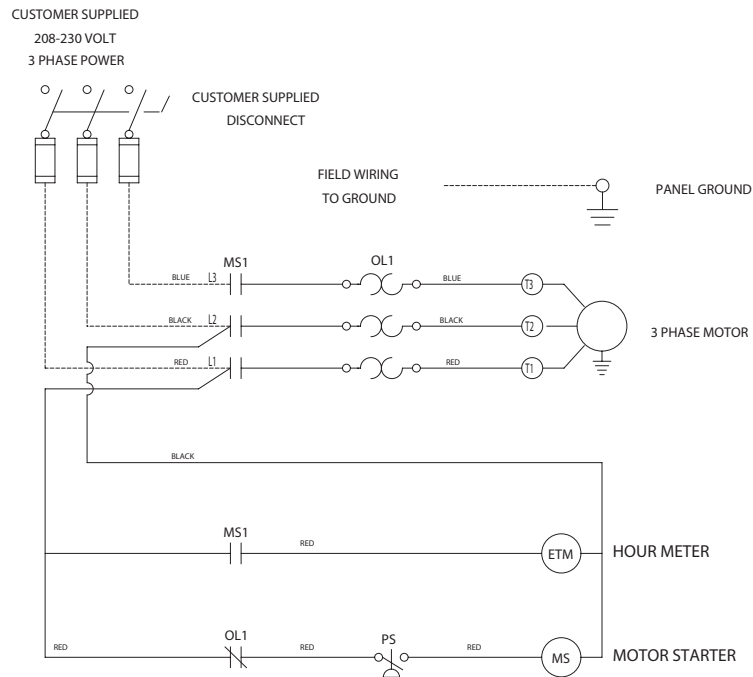 CUSTOMER SUPPLIED
208-230 VOLT
3 PHASE POWER
CUSTOMER SUPPLIED
DISCONNECT
FIELD WIRING
TO GROUND
PANEL GROUND
MS1
OL1
BLUE
L3
BLUE
T3
BLACK
L2
BLACK
T2
3 PHASE MOTOR
RED
L1
RED
T1
BLACK
MS1
RED
ETM
HOUR METER
OL1
PS
RED
RED
RED
MS
MOTOR STARTER